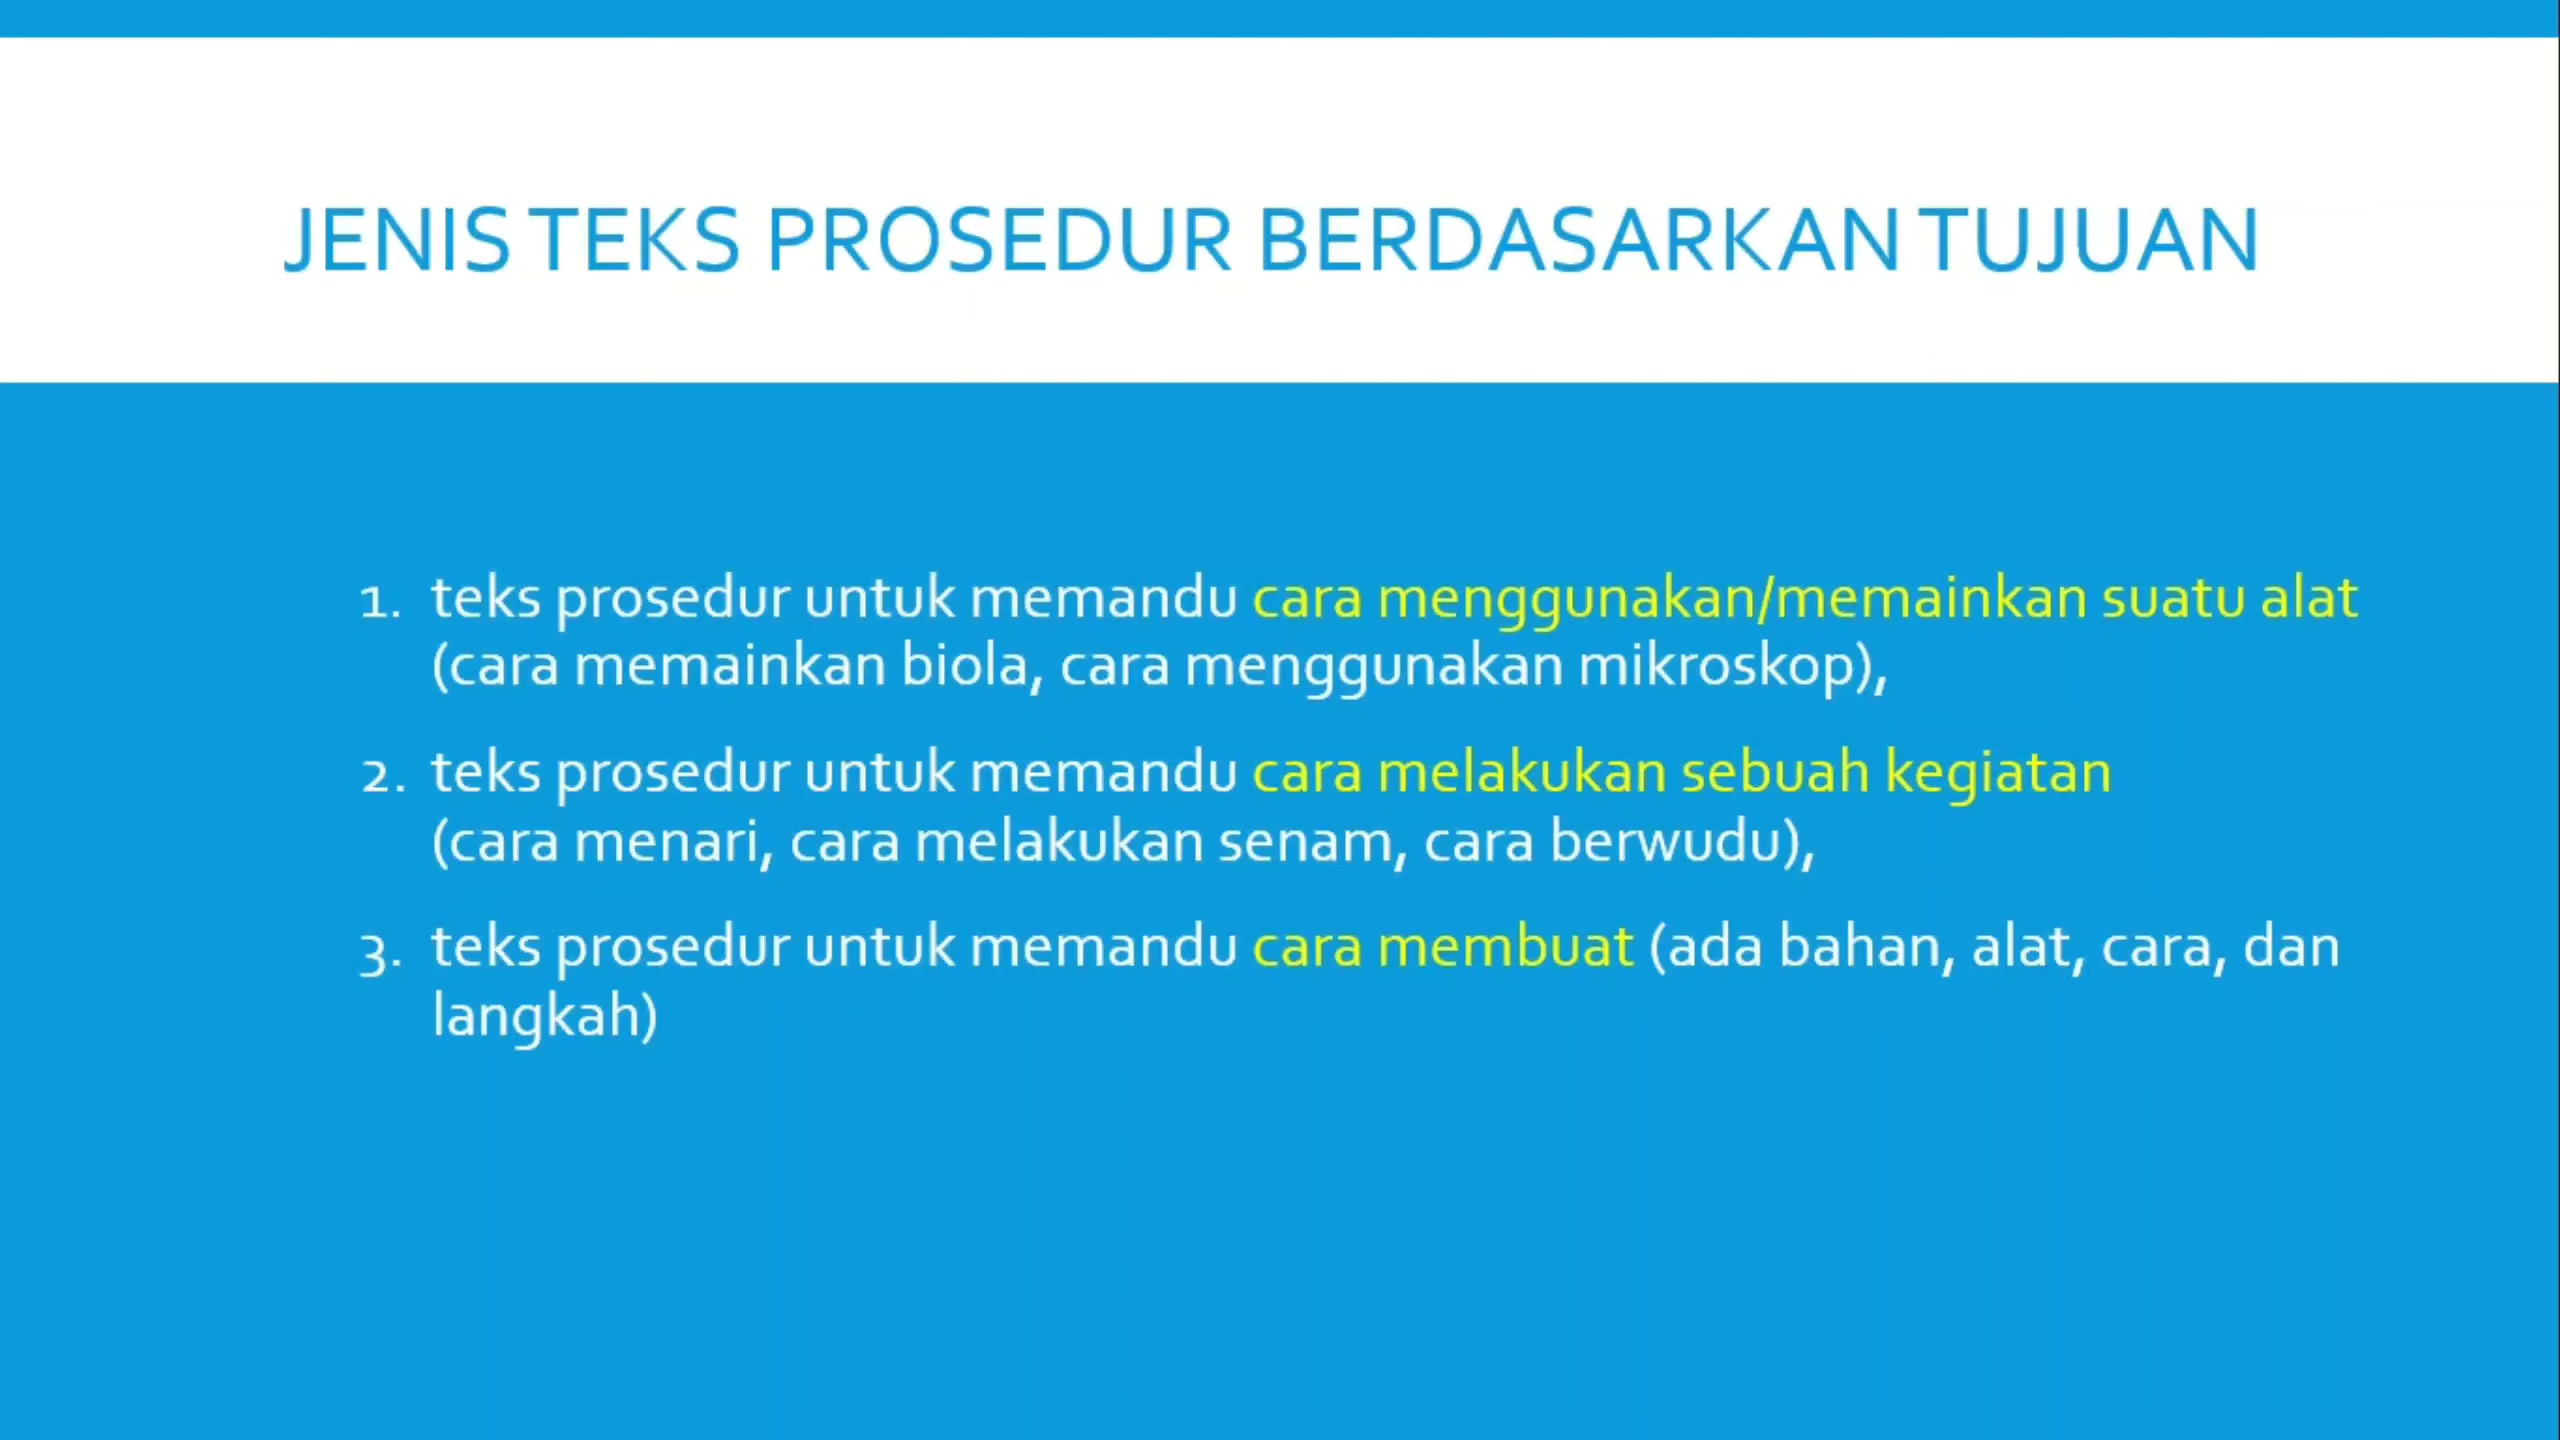 JENIS TEKS PROSEDUR BERDASARKAN TUJUAN
1. teks prosedur untuk memandu cara menggunakan/memainkan suatu alat
(cara memainkan biola, cara menggunakan mikroskop),
2. teks prosedur untuk memandu cara melakukan sebuah kegiatan
(cara menari, cara melakukan senam, cara berwudu),
3. teks prosedur untuk memandu cara membuat (ada bahan, alat, cara, dan
langkah)